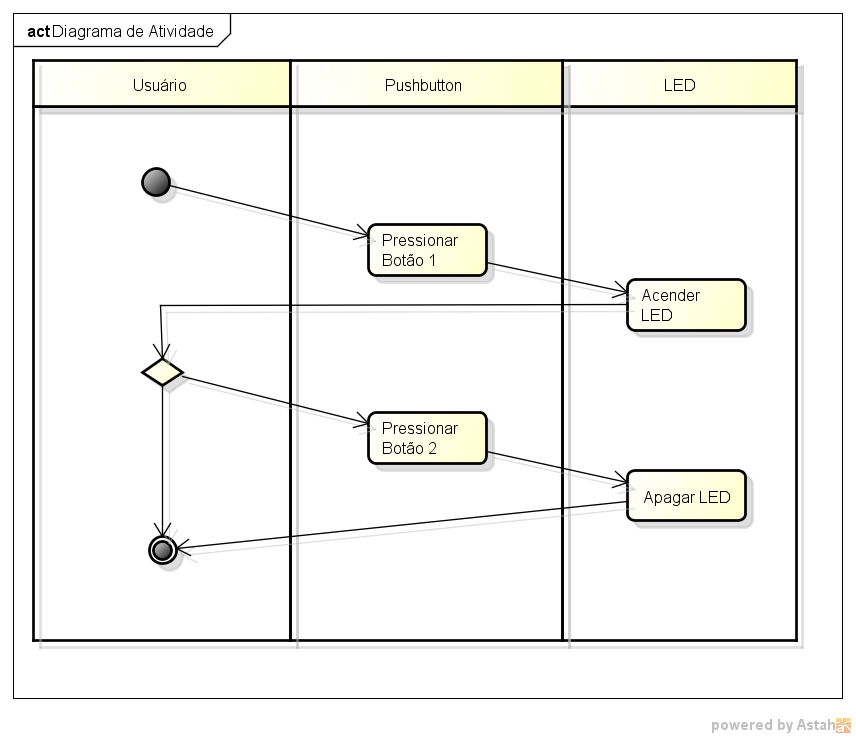 act Diagrama de Atividade
Usuário
Pushbutton
LED
Pressionar
Botão 1
Acender
LED
Pressionar
Botão 2
Apagar LED
powered by Astah